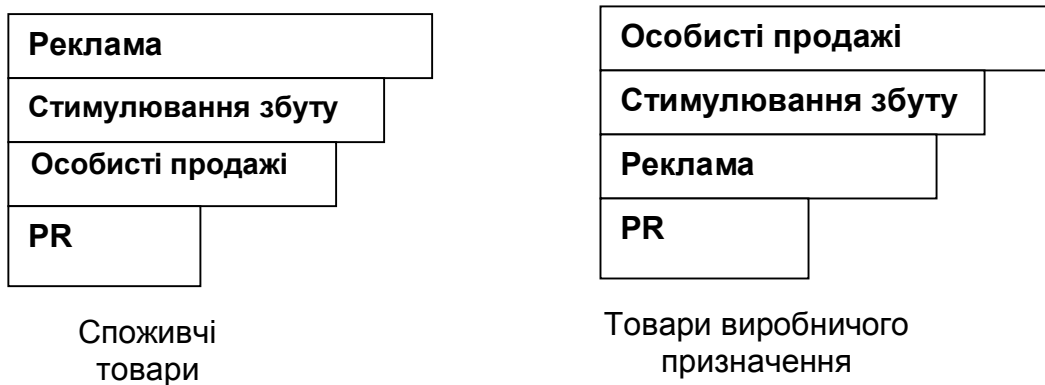 Реклама
Стимулювання збуту
Особисті продажі
PR
Споживчі
товари
Особисті продажі
Стимулювання збуту
Реклама
PR
Товари виробничого
призначення